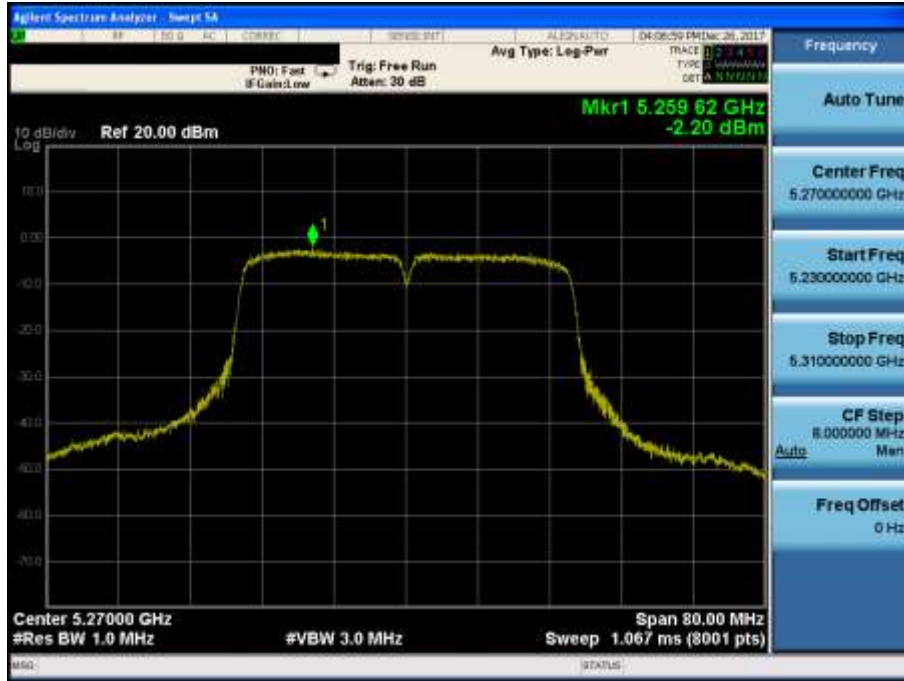 Agilent Spectrum Analyzer - Swept SA
RF 50 Ω AC CORREC SENSE:INT ALIGNAUTO 04:06:59 PM Dec 26, 2017
Frequency
PNO: Fast
IFGain:Low
Trig: Free Run
Atten: 30 dB
Avg Type: Log-Pwr
TRACE 1 2 3 4 5 6
TYPE
DET A N N N N N
Auto Tune
Mkr1 5.259 62 GHz
-2.20 dBm
10 dB/div Ref 20.00 dBm
Log
10.0
0.00
-10.0
-20.0
-30.0
-40.0
-50.0
-60.0
-70.0
1
Center Freq
5.270000000 GHz
Start Freq
5.230000000 GHz
Stop Freq
5.310000000 GHz
CF Step
8.000000 MHz
Auto Man
Freq Offset
0 Hz
Center 5.27000 GHz Span 80.00 MHz
#Res BW 1.0 MHz #VBW 3.0 MHz Sweep 1.067 ms (8001 pts)
MSG STATUS